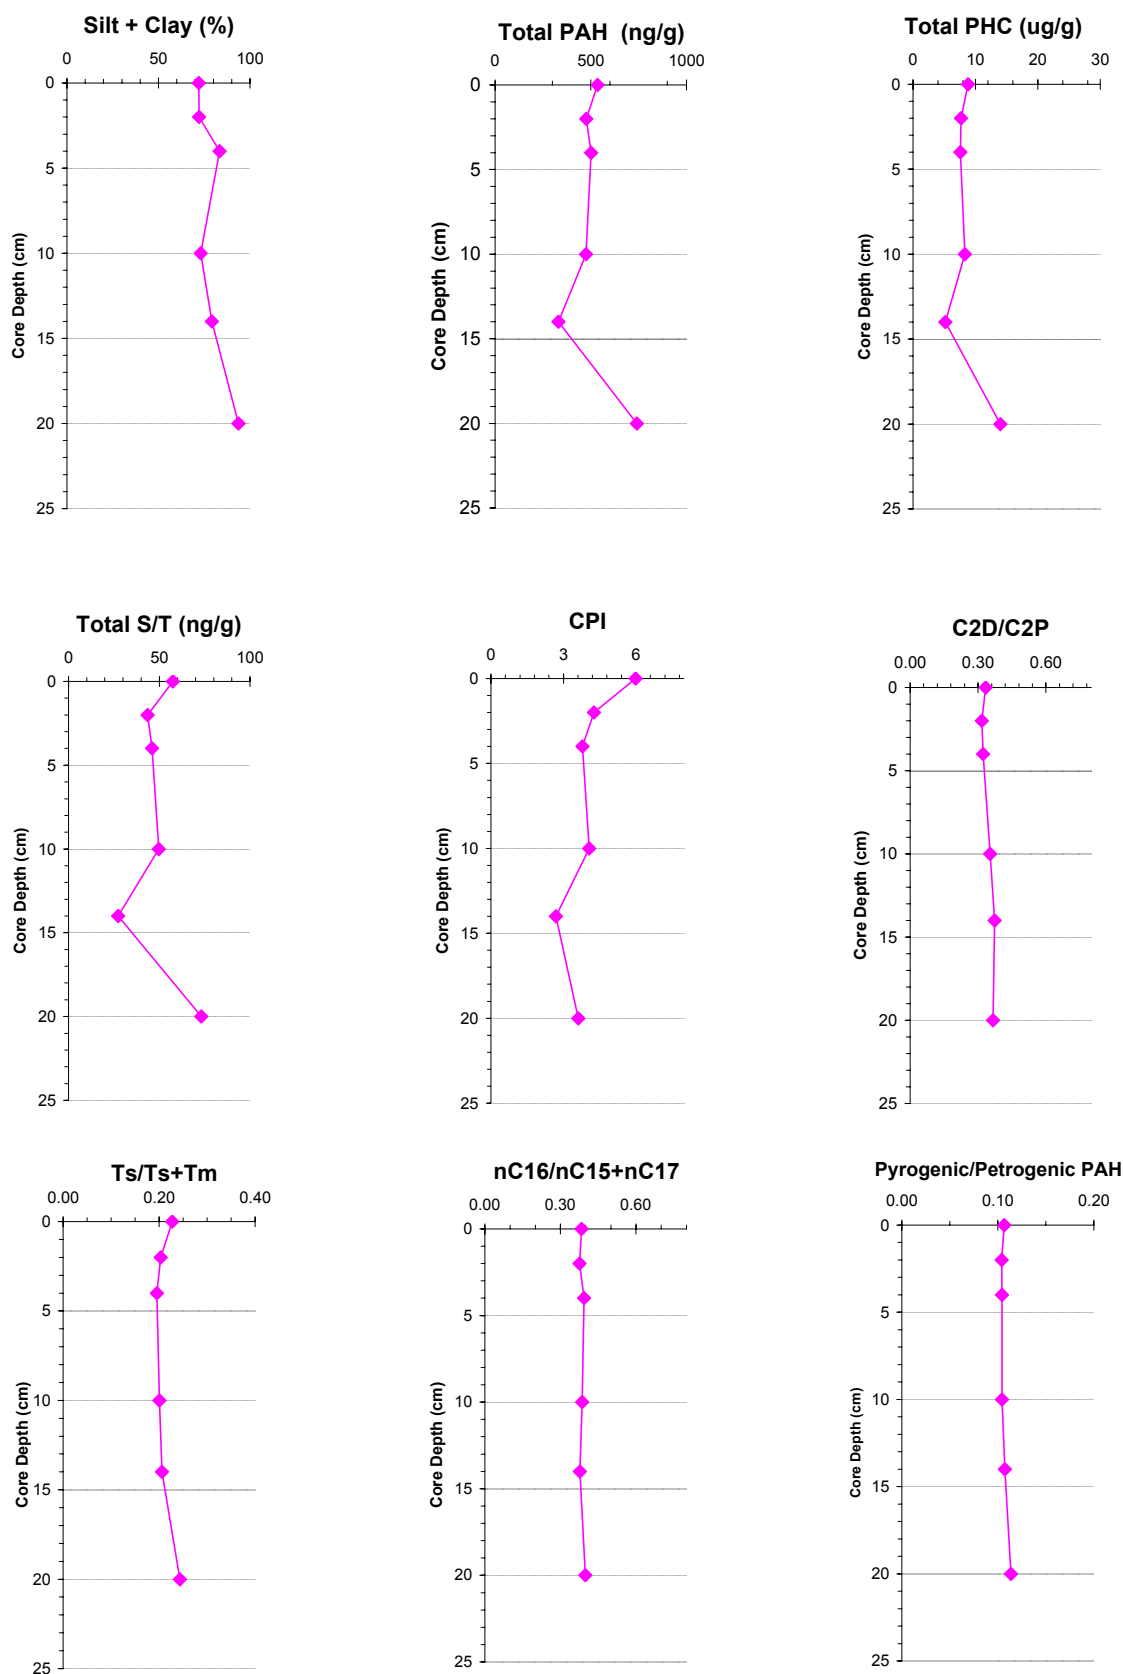 Silt + Clay (%)
0 50 100
0
5
10
15
20
25
Core Depth (cm)
Total PAH (ng/g)
0 500 1000
0
5
10
15
20
25
Core Depth (cm)
Total PHC (ug/g)
0 10 20 30
0
5
10
15
20
25
Core Depth (cm)
Total S/T (ng/g)
0 50 100
0
5
10
15
20
25
Core Depth (cm)
CPI
0 3 6
0
5
10
15
20
25
Core Depth (cm)
C2D/C2P
0.00 0.30 0.60
0
5
10
15
20
25
Core Depth (cm)
Ts/Ts+Tm
0.00 0.20 0.40
0
5
10
15
20
25
Core Depth (cm)
nC16/nC15+nC17
0.00 0.30 0.60
0
5
10
15
20
25
Core Depth (cm)
Pyrogenic/Petrogenic PAH
0.00 0.10 0.20
0
5
10
15
20
25
Core Depth (cm)